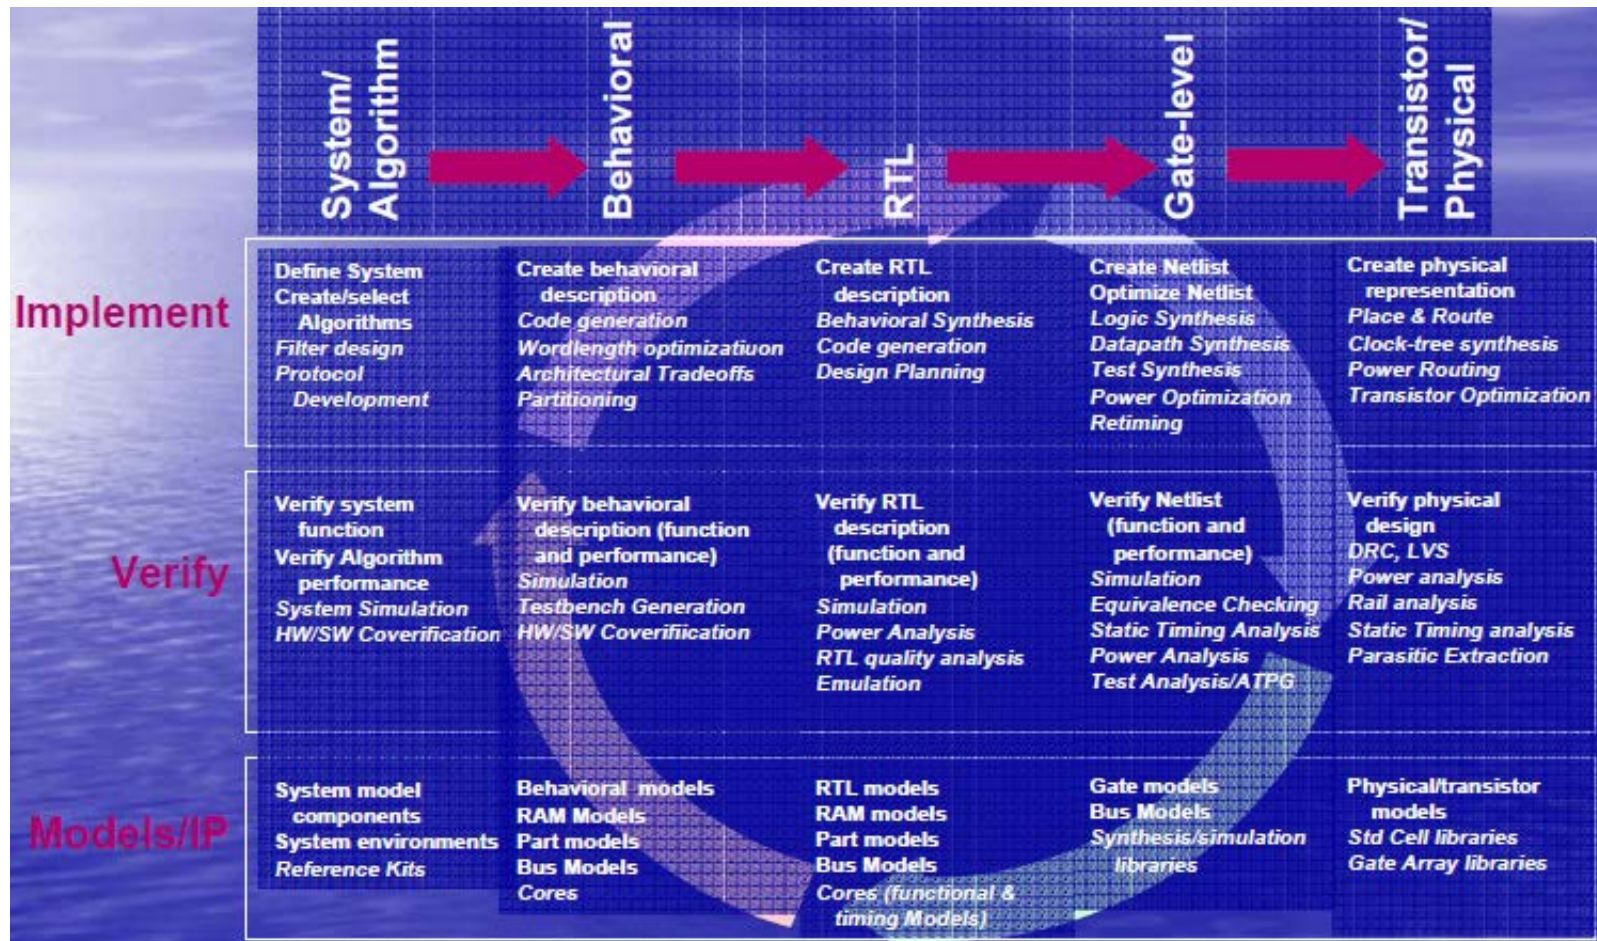 System/
Algorithm
Behavioral
RTL
Gate-level
Transistor/
Physical
Implement
Define System
Create/select
Algorithms
Filter design
Protocol
Development
Create behavioral
description
Code generation
Wordlength optimizatiuon
Architectural Tradeoffs
Partitioning
Create RTL
description
Behavioral Synthesis
Code generation
Design Planning
Create Netlist
Optimize Netlist
Logic Synthesis
Datapath Synthesis
Test Synthesis
Power Optimization
Retiming
Create physical
representation
Place & Route
Clock-tree synthesis
Power Routing
Transistor Optimization
Verify
Verify system
function
Verify Algorithm
performance
System Simulation
HW/SW Coverification
Verify behavioral
description (function
and performance)
Simulation
Testbench Generation
HW/SW Coverifiication
Verify RTL
description
(function and
performance)
Simulation
Power Analysis
RTL quality analysis
Emulation
Verify Netlist
(function and
performance)
Simulation
Equivalence Checking
Static Timing Analysis
Power Analysis
Test Analysis/ATPG
Verify physical
design
DRC, LVS
Power analysis
Rail analysis
Static Timing analysis
Parasitic Extraction
Models/IP
System model
components
System environments
Reference Kits
Behavioral models
RAM Models
Part models
Bus Models
Cores
RTL models
RAM models
Part models
Bus Models
Cores (functional &
timing Models)
Gate models
Bus Models
Synthesis/simulation
libraries
Physical/transistor
models
Std Cell libraries
Gate Array libraries